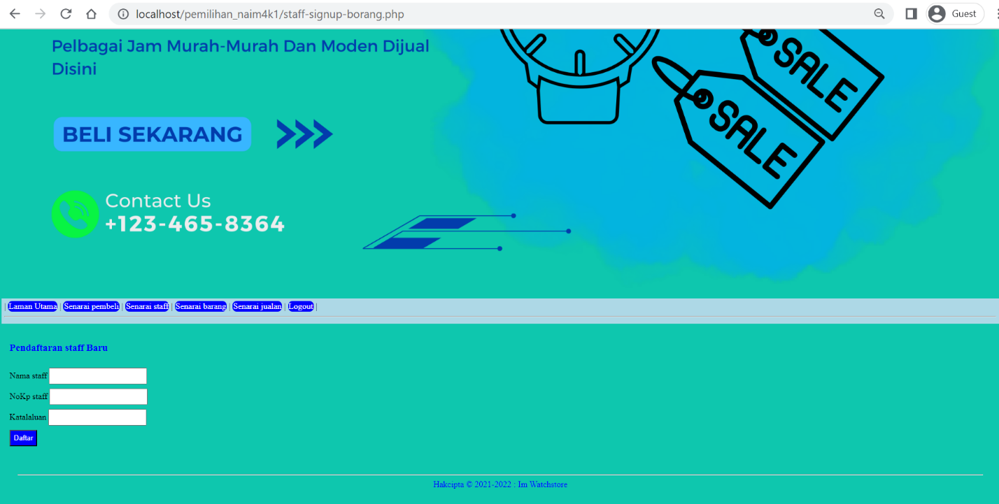 localhost/pemilihan_naim4k1/staff-signup-borang.php
Guest
Pelbagai Jam Murah-Murah Dan Moden Dijual
Disini
SALE
SALE
BELI SEKARANG
Contact Us
+123-465-8364
| Laman Utama | Senarai pembeli | Senarai staff | Senarai barang | Senarai jualan | Logout |
Pendaftaran staff Baru
Nama staff
NoKp staff
Katalaluan
Daftar
Hakcipta © 2021-2022 : Im Watchstore